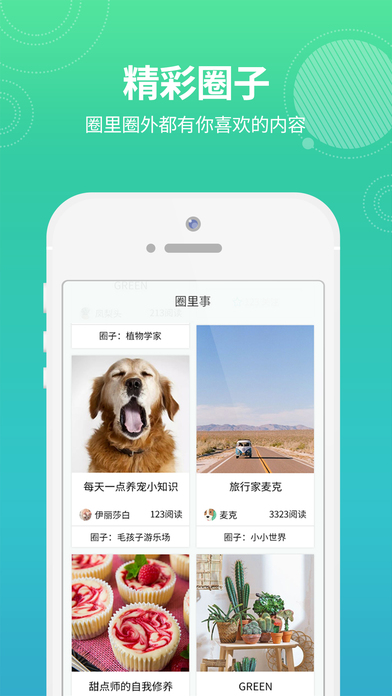 精彩圈子
圈里圈外都有你喜欢的内容
GREEN
圈里事
圈子：植物学家
每天一点养宠小知识
伊丽莎白 123阅读
圈子：毛孩子游乐场
旅行家麦克
麦克 3323阅读
圈子：小小世界
甜点师的自我修养
GREEN